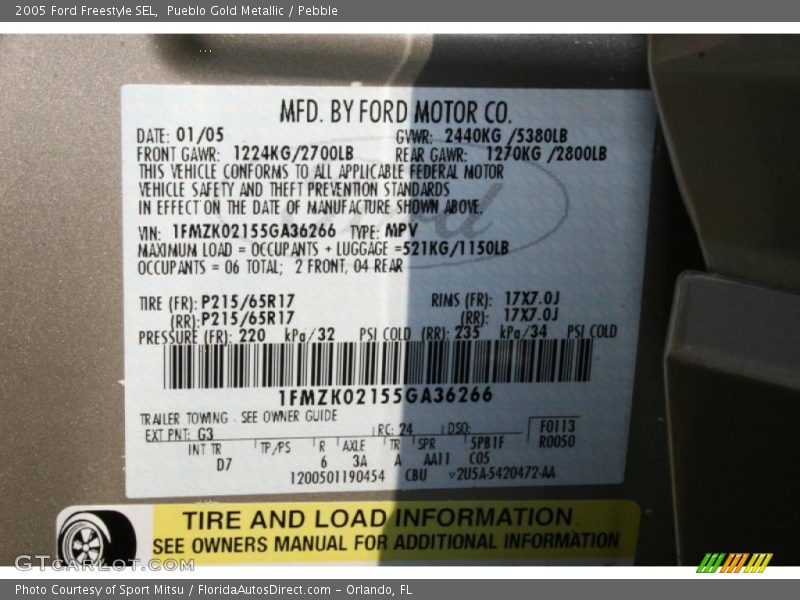 2005 Ford Freestyle SEL,  Pueblo Gold Metallic / Pebble
MFD. BY FORD MOTOR CO.
DATE: 01/05 GVWR: 2440KG /5380LB
FRONT GAWR: 1224KG/2700LB REAR GAWR: 1270KG /2800LB
THIS VEHICLE CONFORMS TO ALL APPLICABLE FEDERAL MOTOR
VEHICLE SAFETY AND THEFT PREVENTION STANDARDS
IN EFFECT ON THE DATE OF MANUFACTURE SHOWN ABOVE.
VIN: 1FMZK02155GA36266 TYPE: MPV
MAXIMUM LOAD = OCCUPANTS + LUGGAGE =521KG/1150LB
OCCUPANTS = 06 TOTAL; 2 FRONT, 04 REAR
TIRE (FR): P215/65R17 RIMS (FR): 17X7.0J
(RR): P215/65R17 (RR): 17X7.0J
PRESSURE (FR): 220 kPa/32 PSI COLD (RR): 235 kPa/34 PSI COLD
1FMZK02155GA36266
TRAILER TOWING - SEE OWNER GUIDE
EXT PNT: G3 RC: 24 DSO: F0113
INT TR TP/PS R AXLE TR SPR 5PB1F R0050
D7 6 3A A AA11 C05
1200501190454 CBU 2U5A-5420472-AA
TIRE AND LOAD INFORMATION
SEE OWNERS MANUAL FOR ADDITIONAL INFORMATION
GTCarLot.com
Photo Courtesy of Sport Mitsu / FloridaAutosDirect.com - Orlando, FL